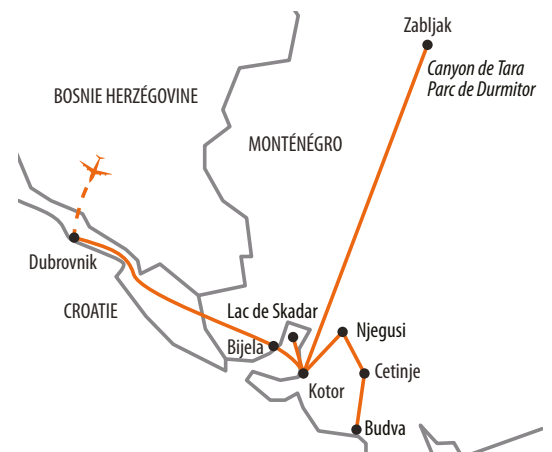 Zabljak
Canyon de Tara
Parc de Durmitor
BOSNIE HERZÉGOVINE
MONTÉNÉGRO
Dubrovnik
CROATIE
Lac de Skadar
Bijela
Njegusi
Kotor
Cetinje
Budva